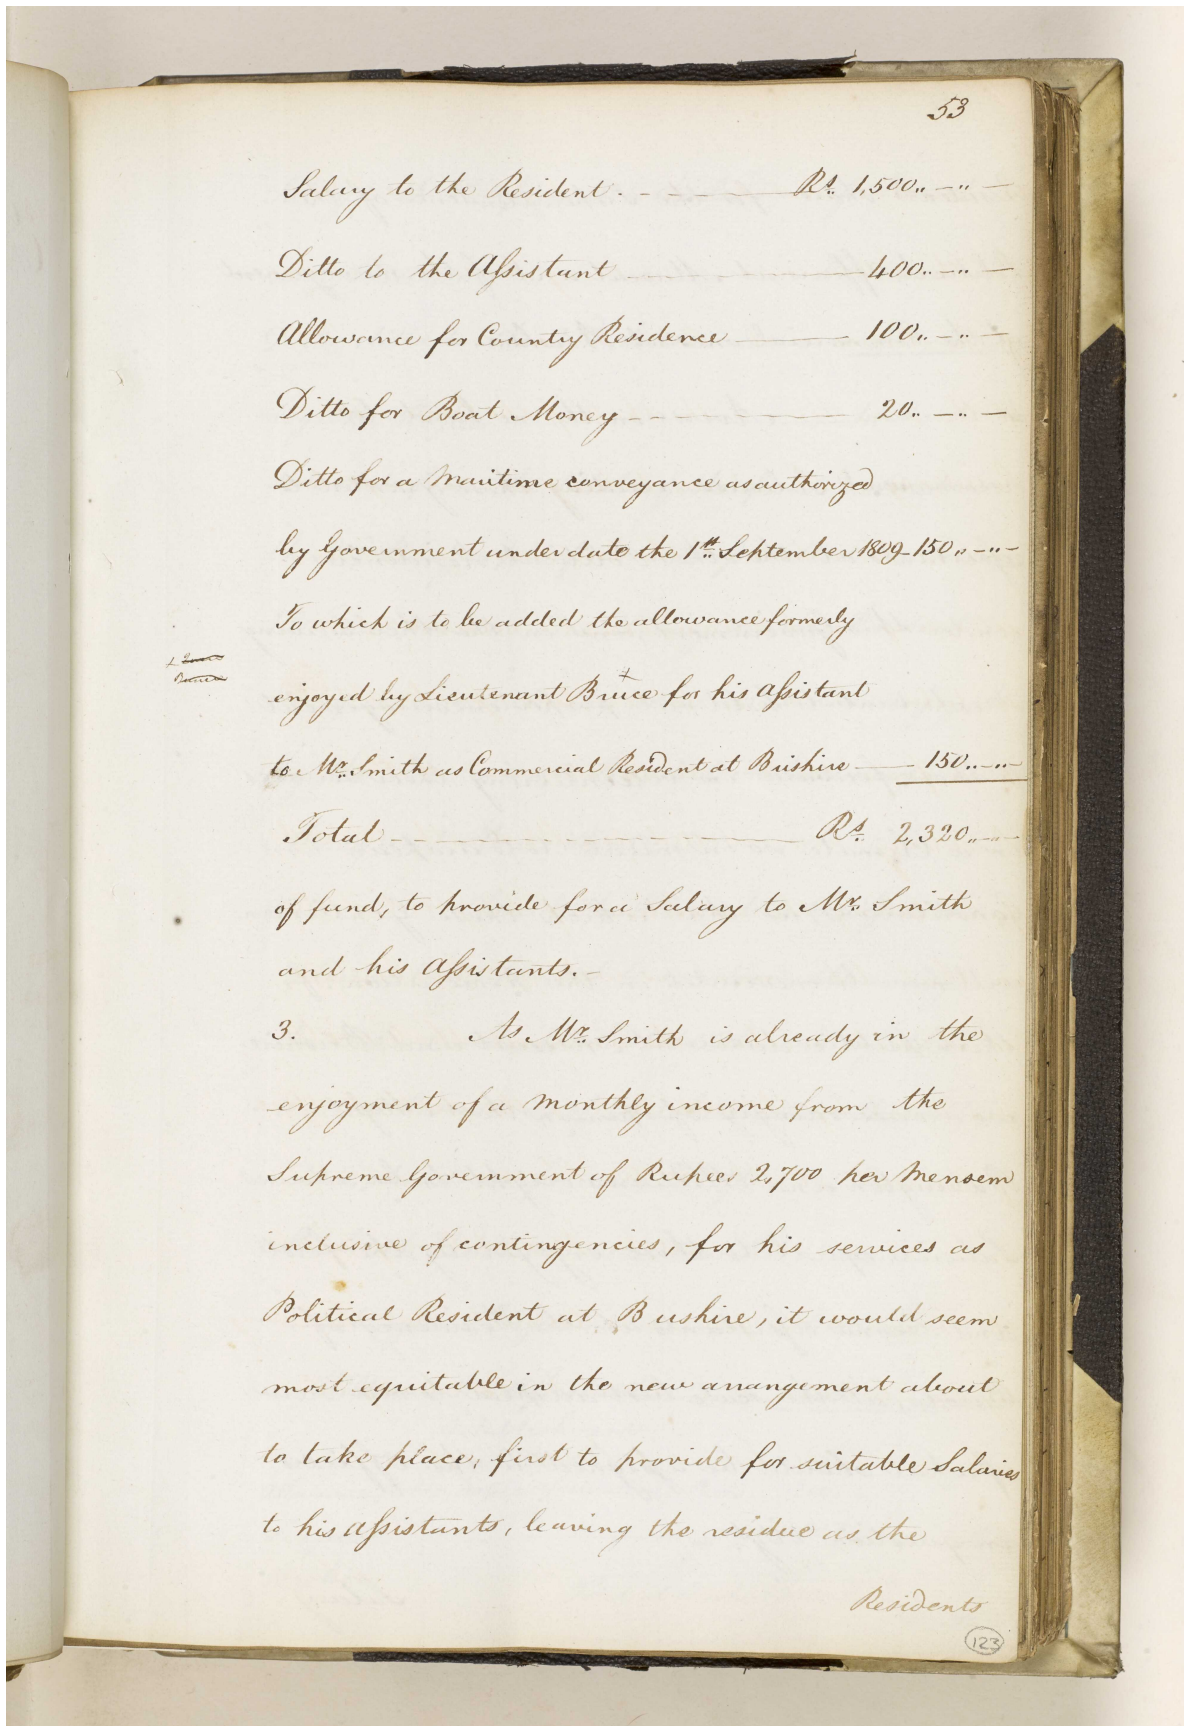 53
Salary to the Resident. - — — Rs. 1,500,, — ,, —
Ditto to the Assistant — 400,, — ,, —
Allowance for Country Residence — 100,, — ,, —
Ditto for Boat Money — 20,, — ,, —
Ditto for a Maritime conveyance as authorized
by Government under date the 1st. September 1809 - 150,, — ,, —
To which is to be added the allowance formerly
enjoyed by Lieutenant Bruce + for his Assistant
to Mr. Smith as Commercial Resident at Bushire — 150,, — ,, —
Total — Rs. 2,320,, —
of fund, to provide for a Salary to Mr. Smith
and his Assistants. -
3. As Mr. Smith is already in the
enjoyment of a Monthly income from the
Supreme Government of Rupees 2,700 per Mensem
inclusive of contingencies, for his services as
Political Resident at Bushire, it would seem
most equitable in the new arrangement about
to take place, first to provide for suitable Salaries
to his Assistants, leaving the residue as the
Residents
123